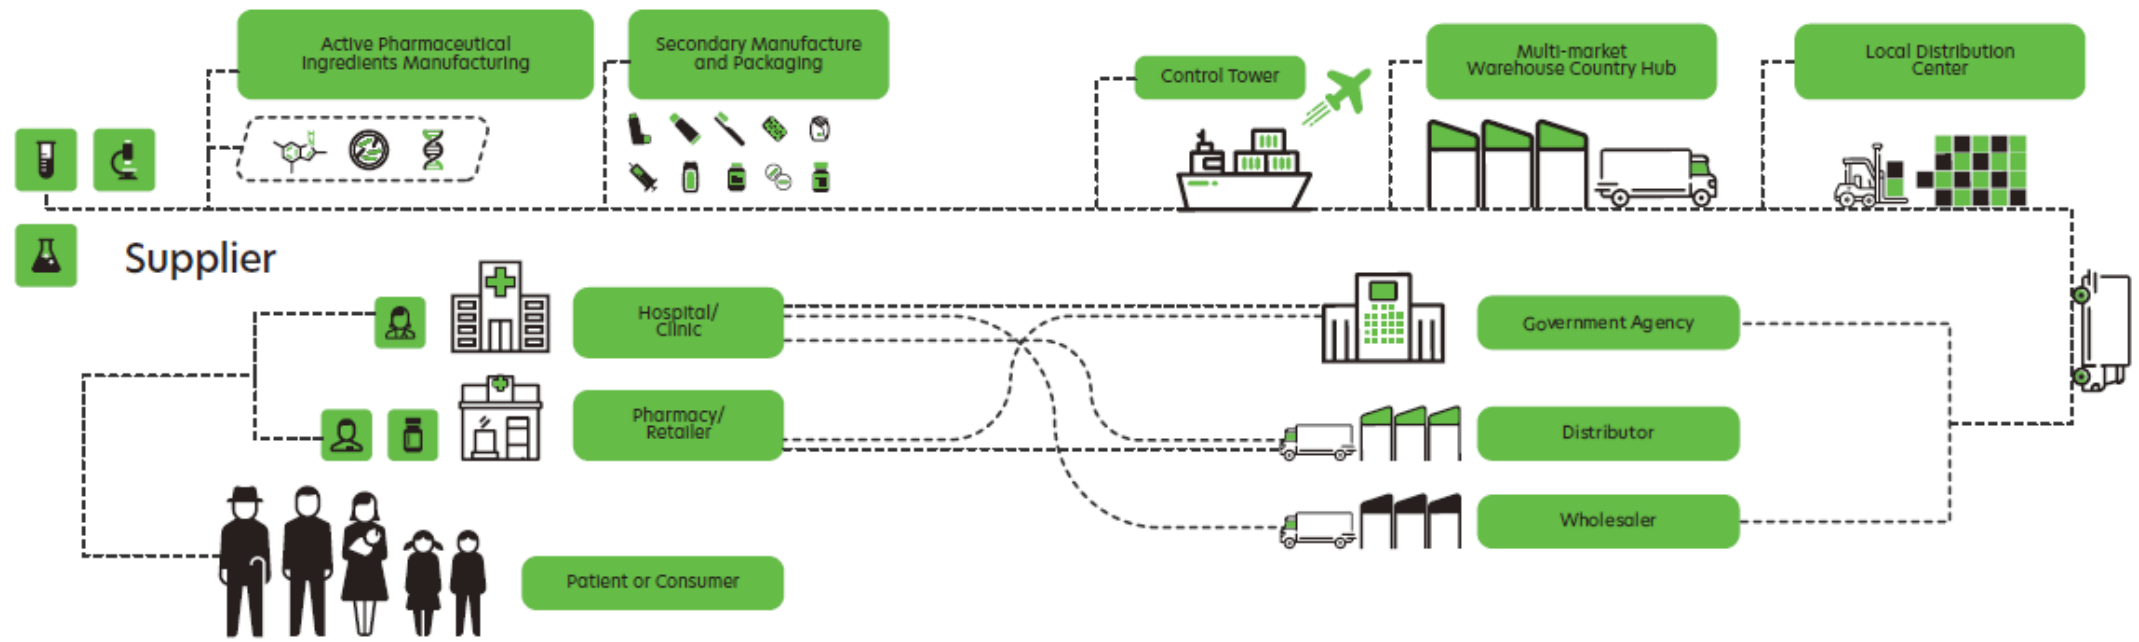 Active Pharmaceutical
Ingredients Manufacturing
Secondary Manufacture
and Packaging
Control Tower
Multi-market
Warehouse Country Hub
Local Distribution
Center
Supplier
Hospital/
Clinic
Government Agency
Pharmacy/
Retailer
Distributor
Wholesaler
Patient or Consumer